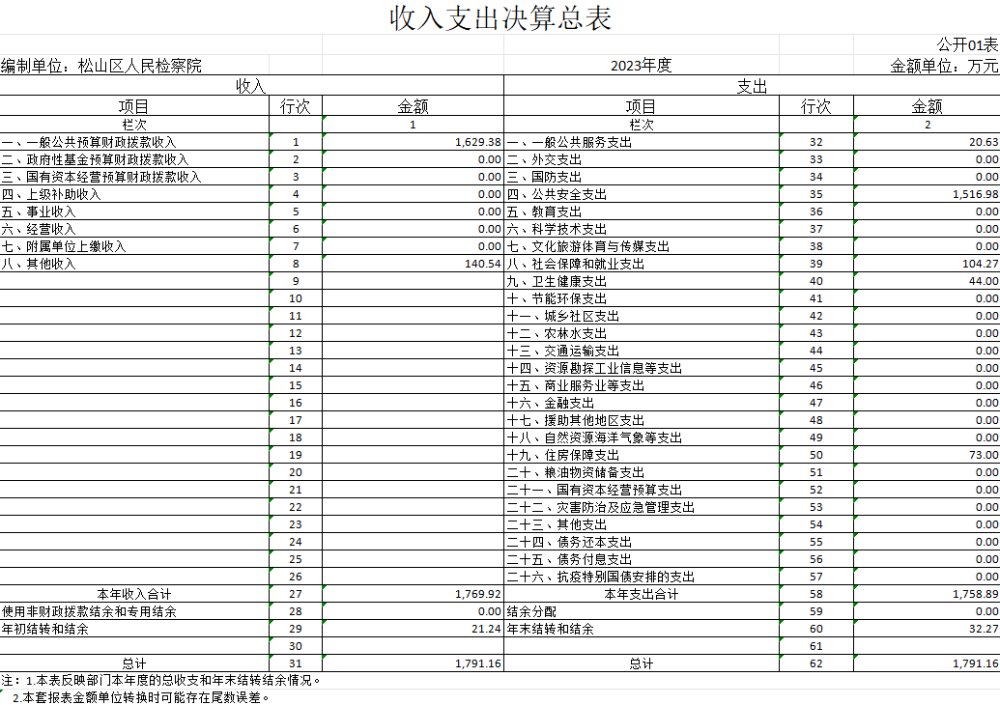 收入支出决算总表
公开01表
编制单位：松山区人民检察院 2023年度 金额单位：万元
收入 支出
项目 行次 金额 项目 行次 金额
栏次 1 栏次 2
一、一般公共预算财政拨款收入 1 1,629.38 一、一般公共服务支出 32 20.63
二、政府性基金预算财政拨款收入 2 0.00 二、外交支出 33 0.00
三、国有资本经营预算财政拨款收入 3 0.00 三、国防支出 34 0.00
四、上级补助收入 4 0.00 四、公共安全支出 35 1,516.98
五、事业收入 5 0.00 五、教育支出 36 0.00
六、经营收入 6 0.00 六、科学技术支出 37 0.00
七、附属单位上缴收入 7 0.00 七、文化旅游体育与传媒支出 38 0.00
八、其他收入 8 140.54 八、社会保障和就业支出 39 104.27
9 九、卫生健康支出 40 44.00
10 十、节能环保支出 41 0.00
11 十一、城乡社区支出 42 0.00
12 十二、农林水支出 43 0.00
13 十三、交通运输支出 44 0.00
14 十四、资源勘探工业信息等支出 45 0.00
15 十五、商业服务业等支出 46 0.00
16 十六、金融支出 47 0.00
17 十七、援助其他地区支出 48 0.00
18 十八、自然资源海洋气象等支出 49 0.00
19 十九、住房保障支出 50 73.00
20 二十、粮油物资储备支出 51 0.00
21 二十一、国有资本经营预算支出 52 0.00
22 二十二、灾害防治及应急管理支出 53 0.00
23 二十三、其他支出 54 0.00
24 二十四、债务还本支出 55 0.00
25 二十五、债务付息支出 56 0.00
26 二十六、抗疫特别国债安排的支出 57 0.00
本年收入合计 27 1,769.92 本年支出合计 58 1,758.89
使用非财政拨款结余和专用结余 28 0.00 结余分配 59 0.00
年初结转和结余 29 21.24 年末结转和结余 60 32.27
30 61
总计 31 1,791.16 总计 62 1,791.16
注：1.本表反映部门本年度的总收支和年末结转结余情况。
2.本套报表金额单位转换时可能存在尾数误差。